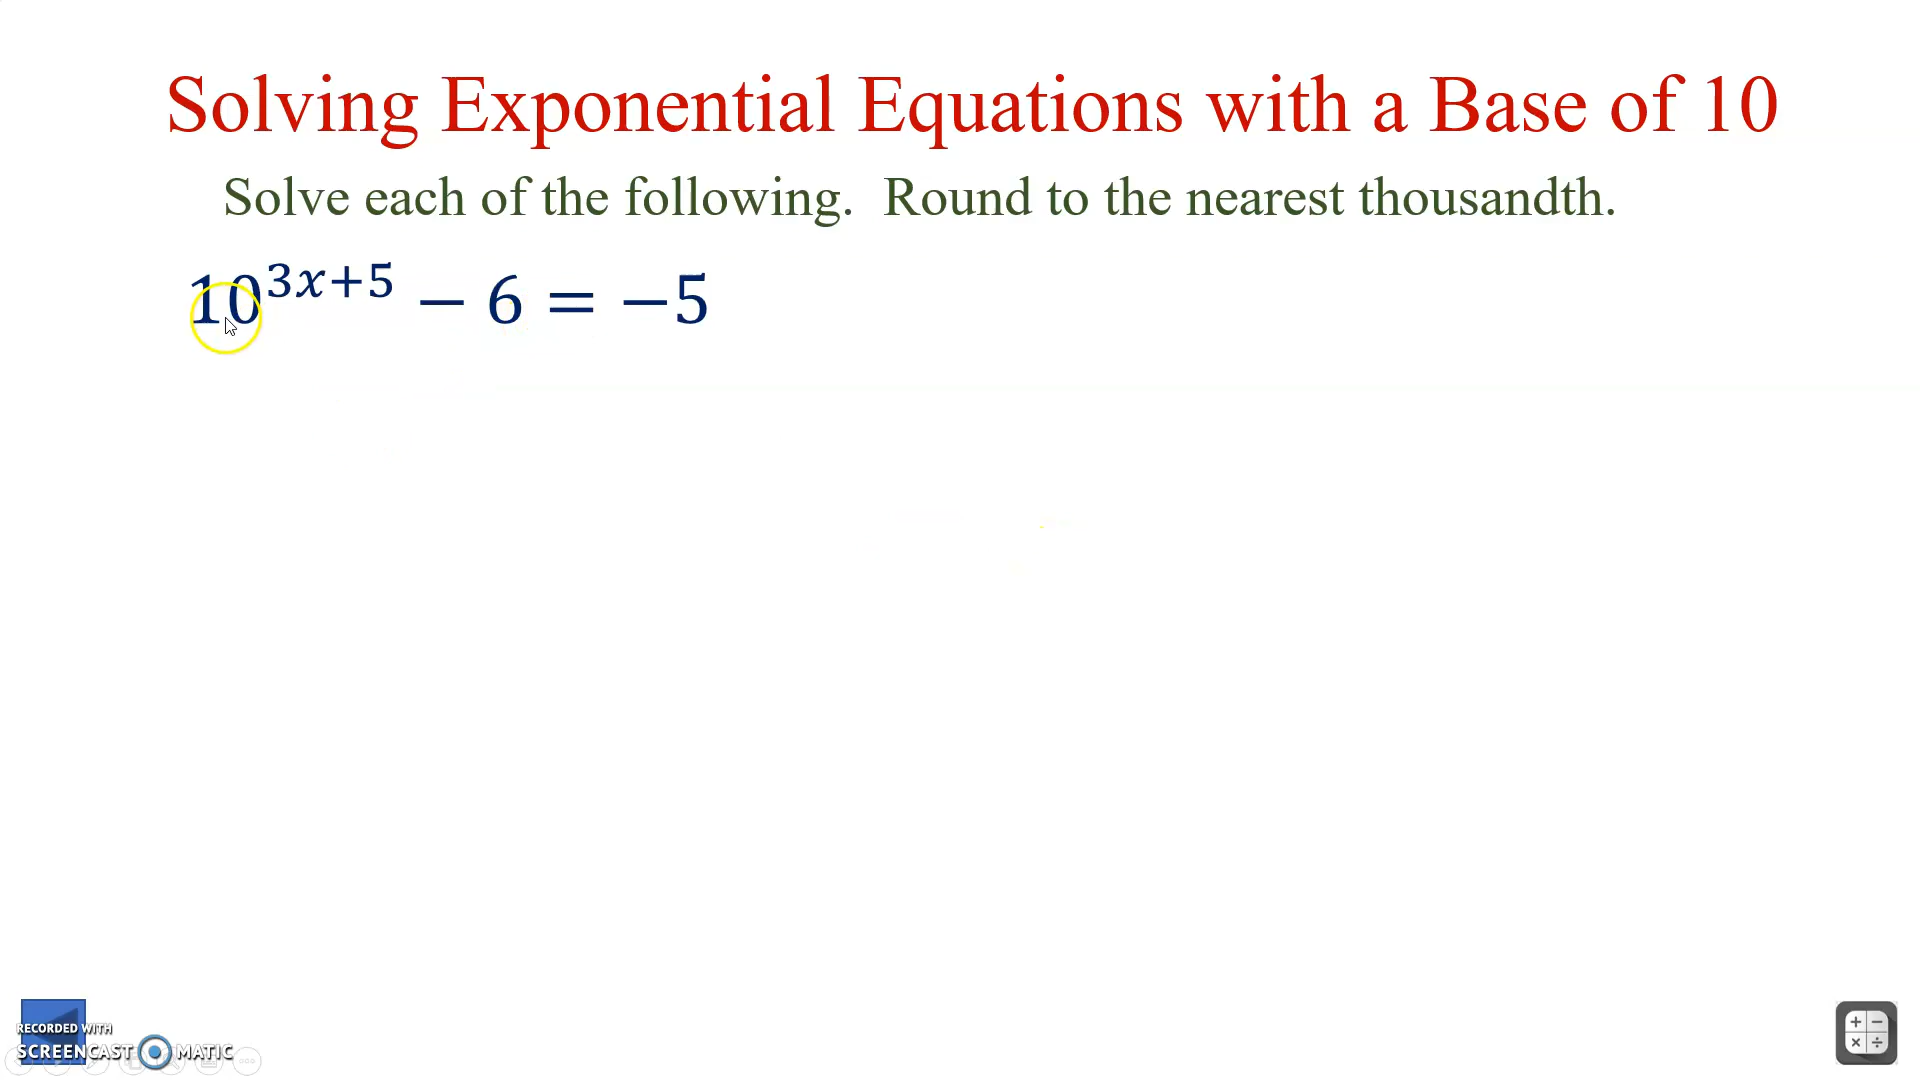 Solving Exponential Equations with a Base of 10
Solve each of the following. Round to the nearest thousandth.
10^{3x+5} − 6 = −5
RECORDED WITH
SCREENCAST MATIC
+ −
× ÷